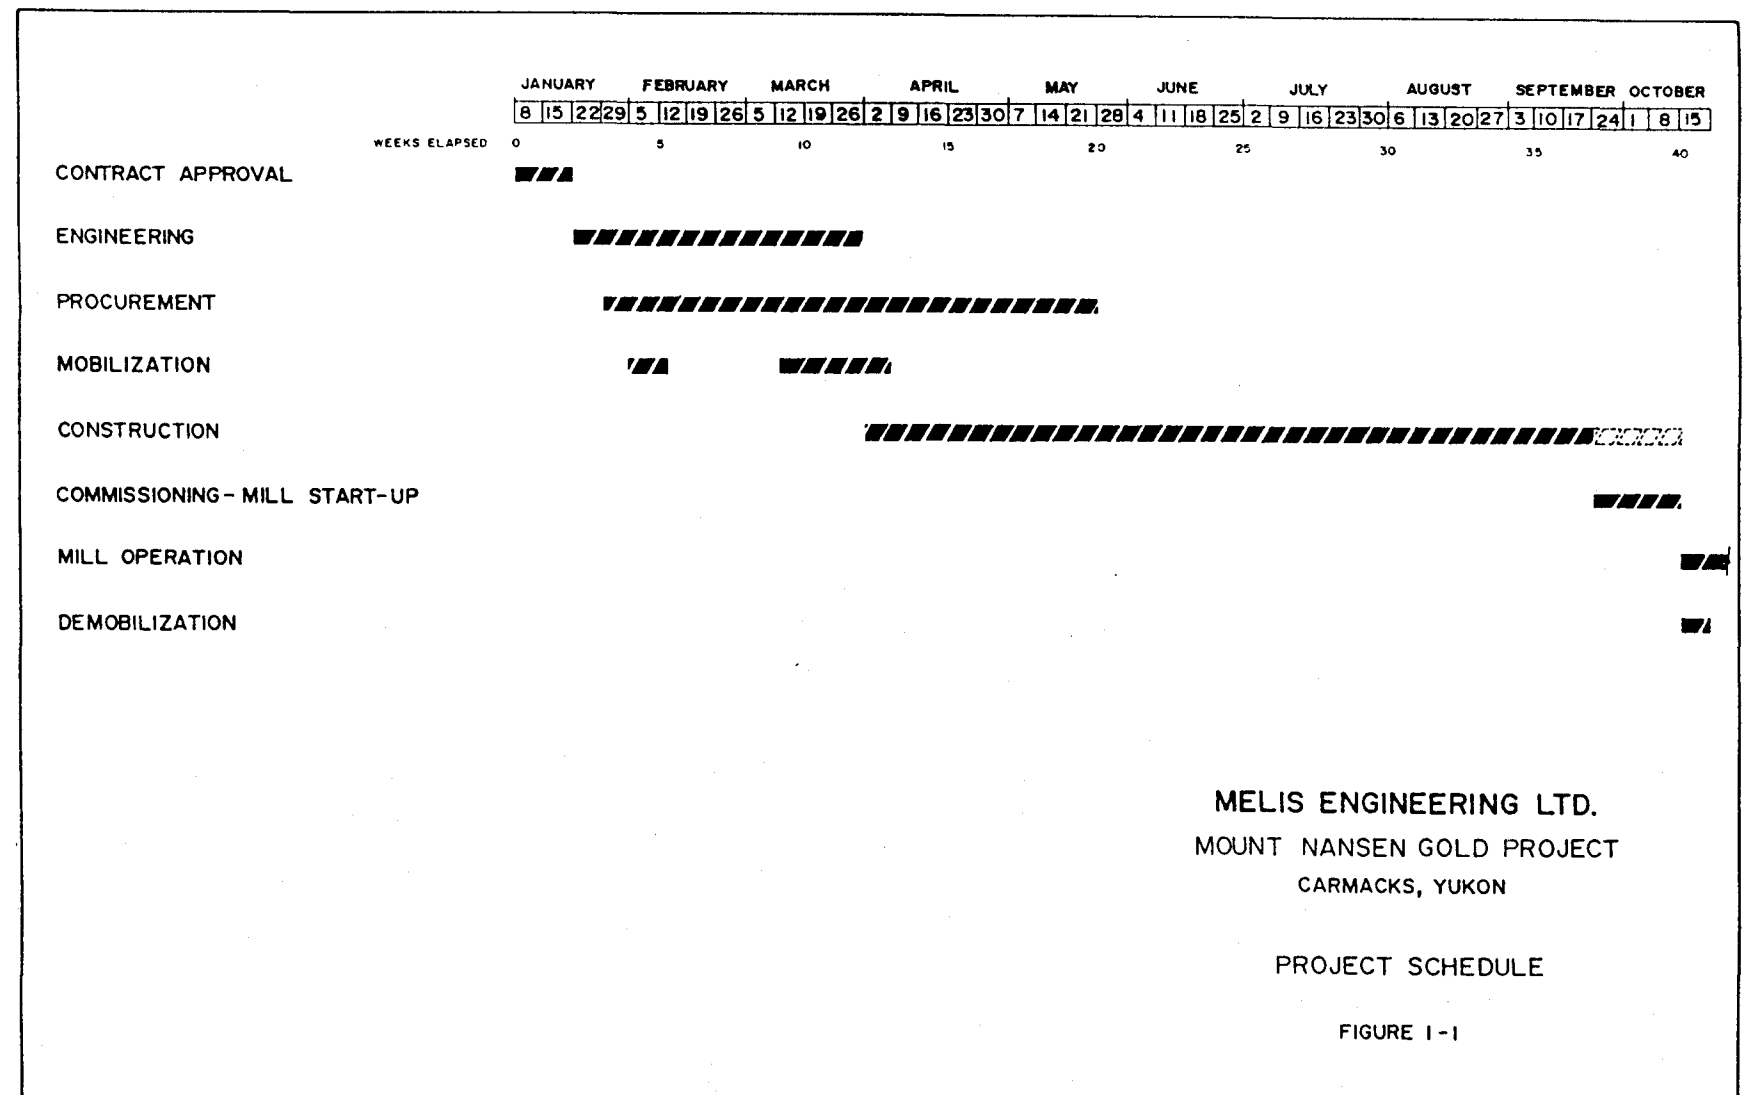 JANUARY FEBRUARY MARCH APRIL MAY JUNE JULY AUGUST SEPTEMBER OCTOBER
8 15 22 29 5 12 19 26 5 12 19 26 2 9 16 23 30 7 14 21 28 4 11 18 25 2 9 16 23 30 6 13 20 27 3 10 17 24 1 8 15
WEEKS ELAPSED 0 5 10 15 20 25 30 35 40
CONTRACT APPROVAL
ENGINEERING
PROCUREMENT
MOBILIZATION
CONSTRUCTION
COMMISSIONING - MILL START-UP
MILL OPERATION
DEMOBILIZATION
MELIS ENGINEERING LTD.
MOUNT NANSEN GOLD PROJECT
CARMACKS, YUKON
PROJECT SCHEDULE
FIGURE 1-1